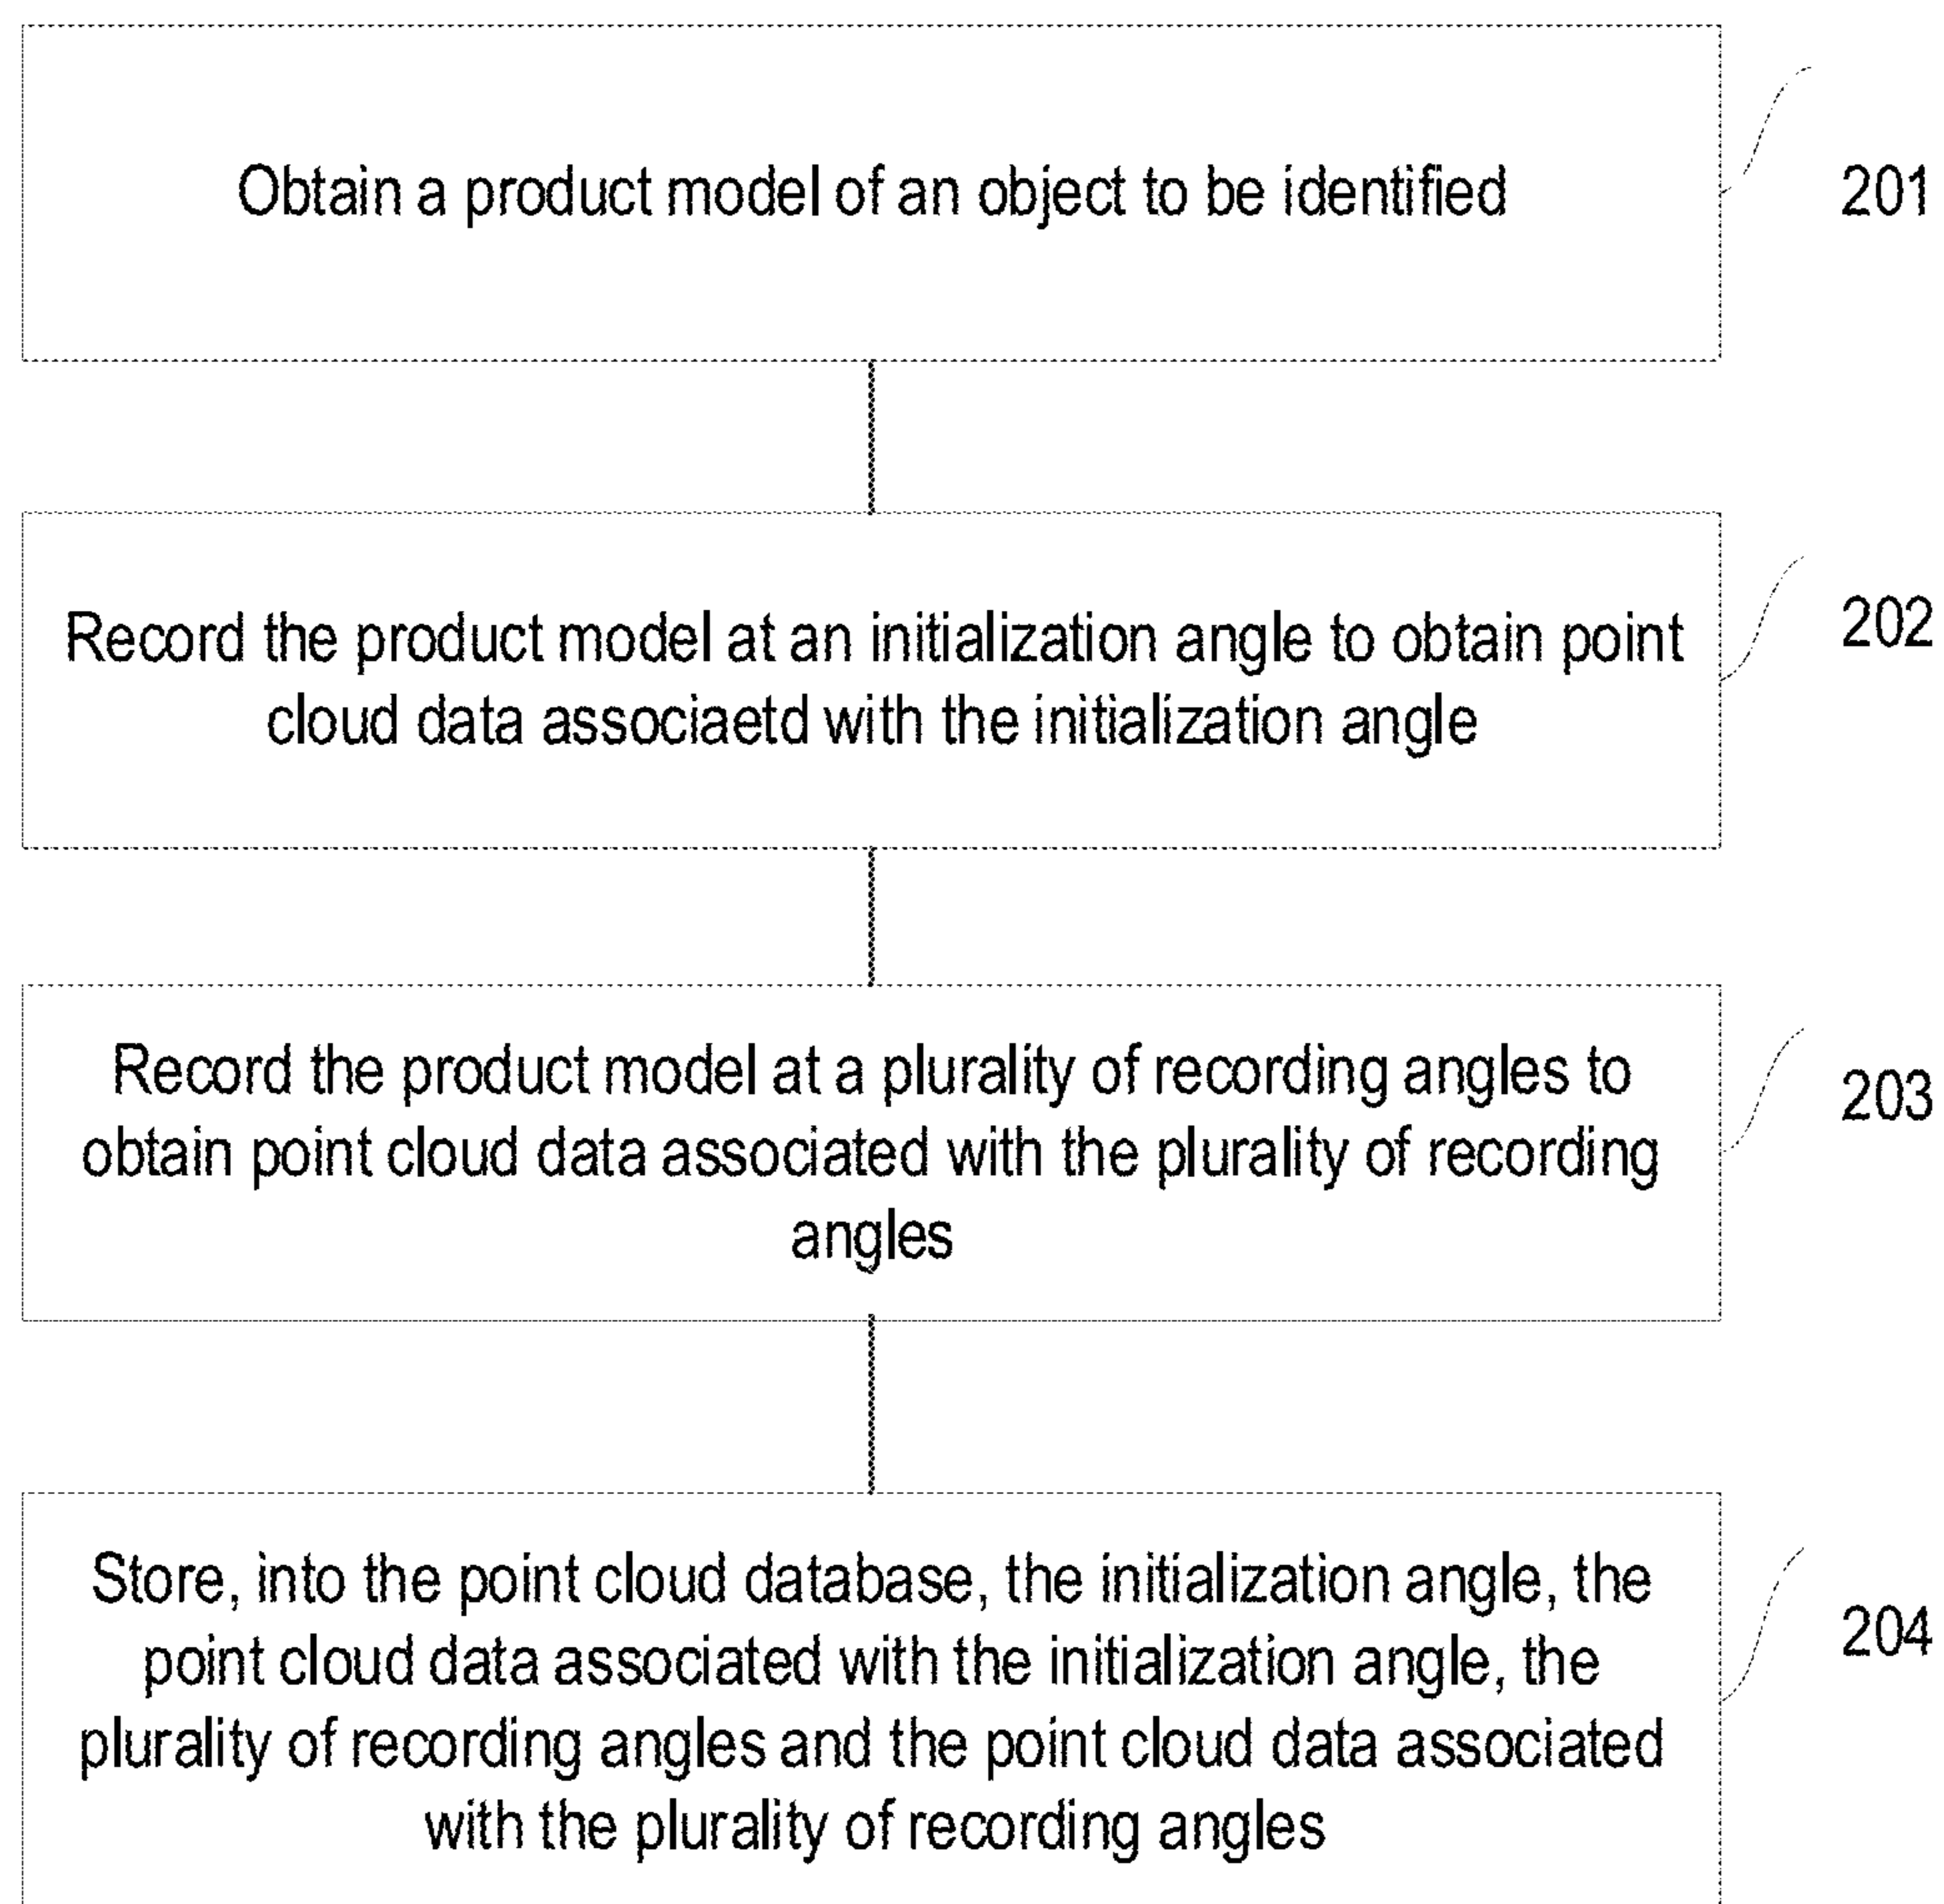 Obtain a product model of an object to be identified
201
Record the product model at an initialization angle to obtain point
cloud data associaetd with the initialization angle
202
Record the product model at a plurality of recording angles to
obtain point cloud data associated with the plurality of recording
angles
203
Store, into the point cloud database, the initialization angle, the
point cloud data associated with the initialization angle, the
plurality of recording angles and the point cloud data associated
with the plurality of recording angles
204